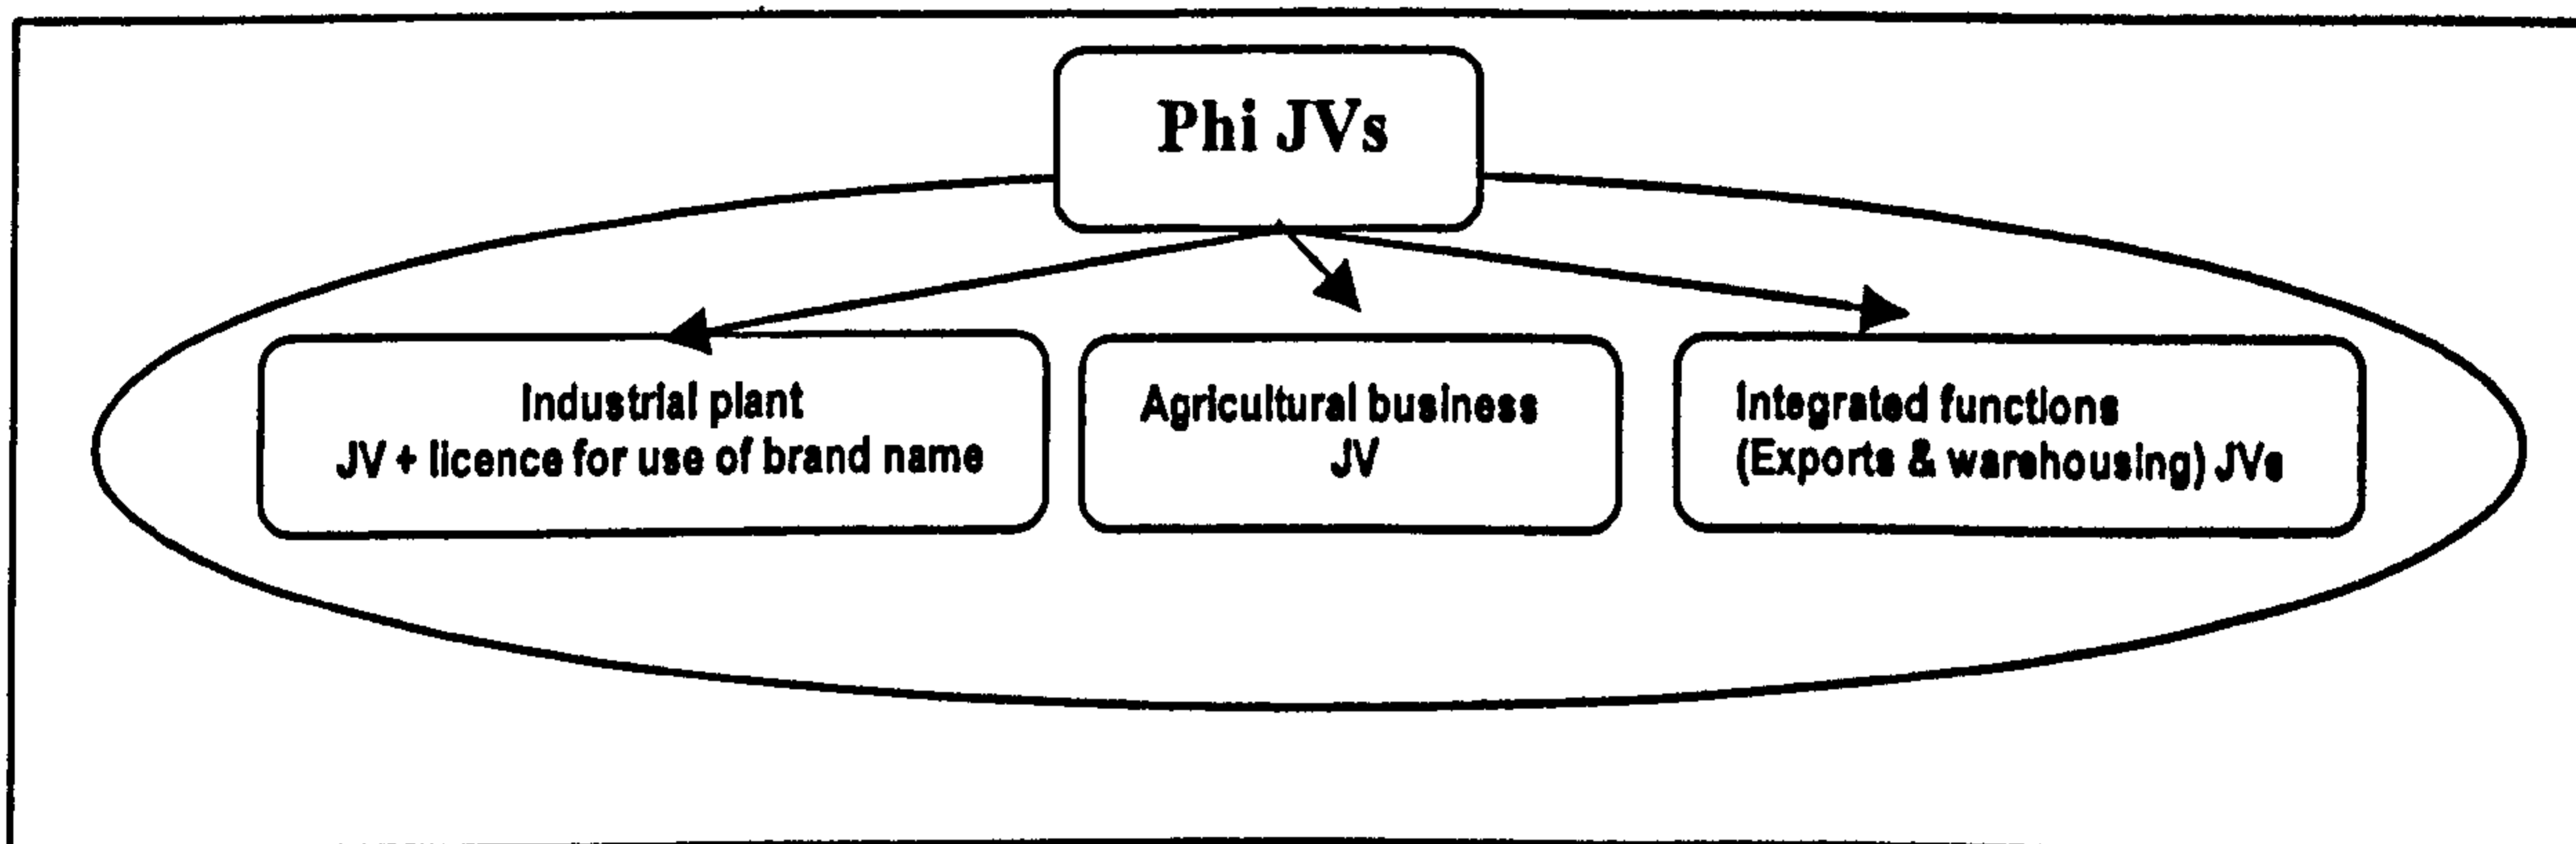 Phi JVs
Industrial plant
JV + licence for use of brand name
Agricultural business
JV
Integrated functions
(Exports & warehousing) JVs